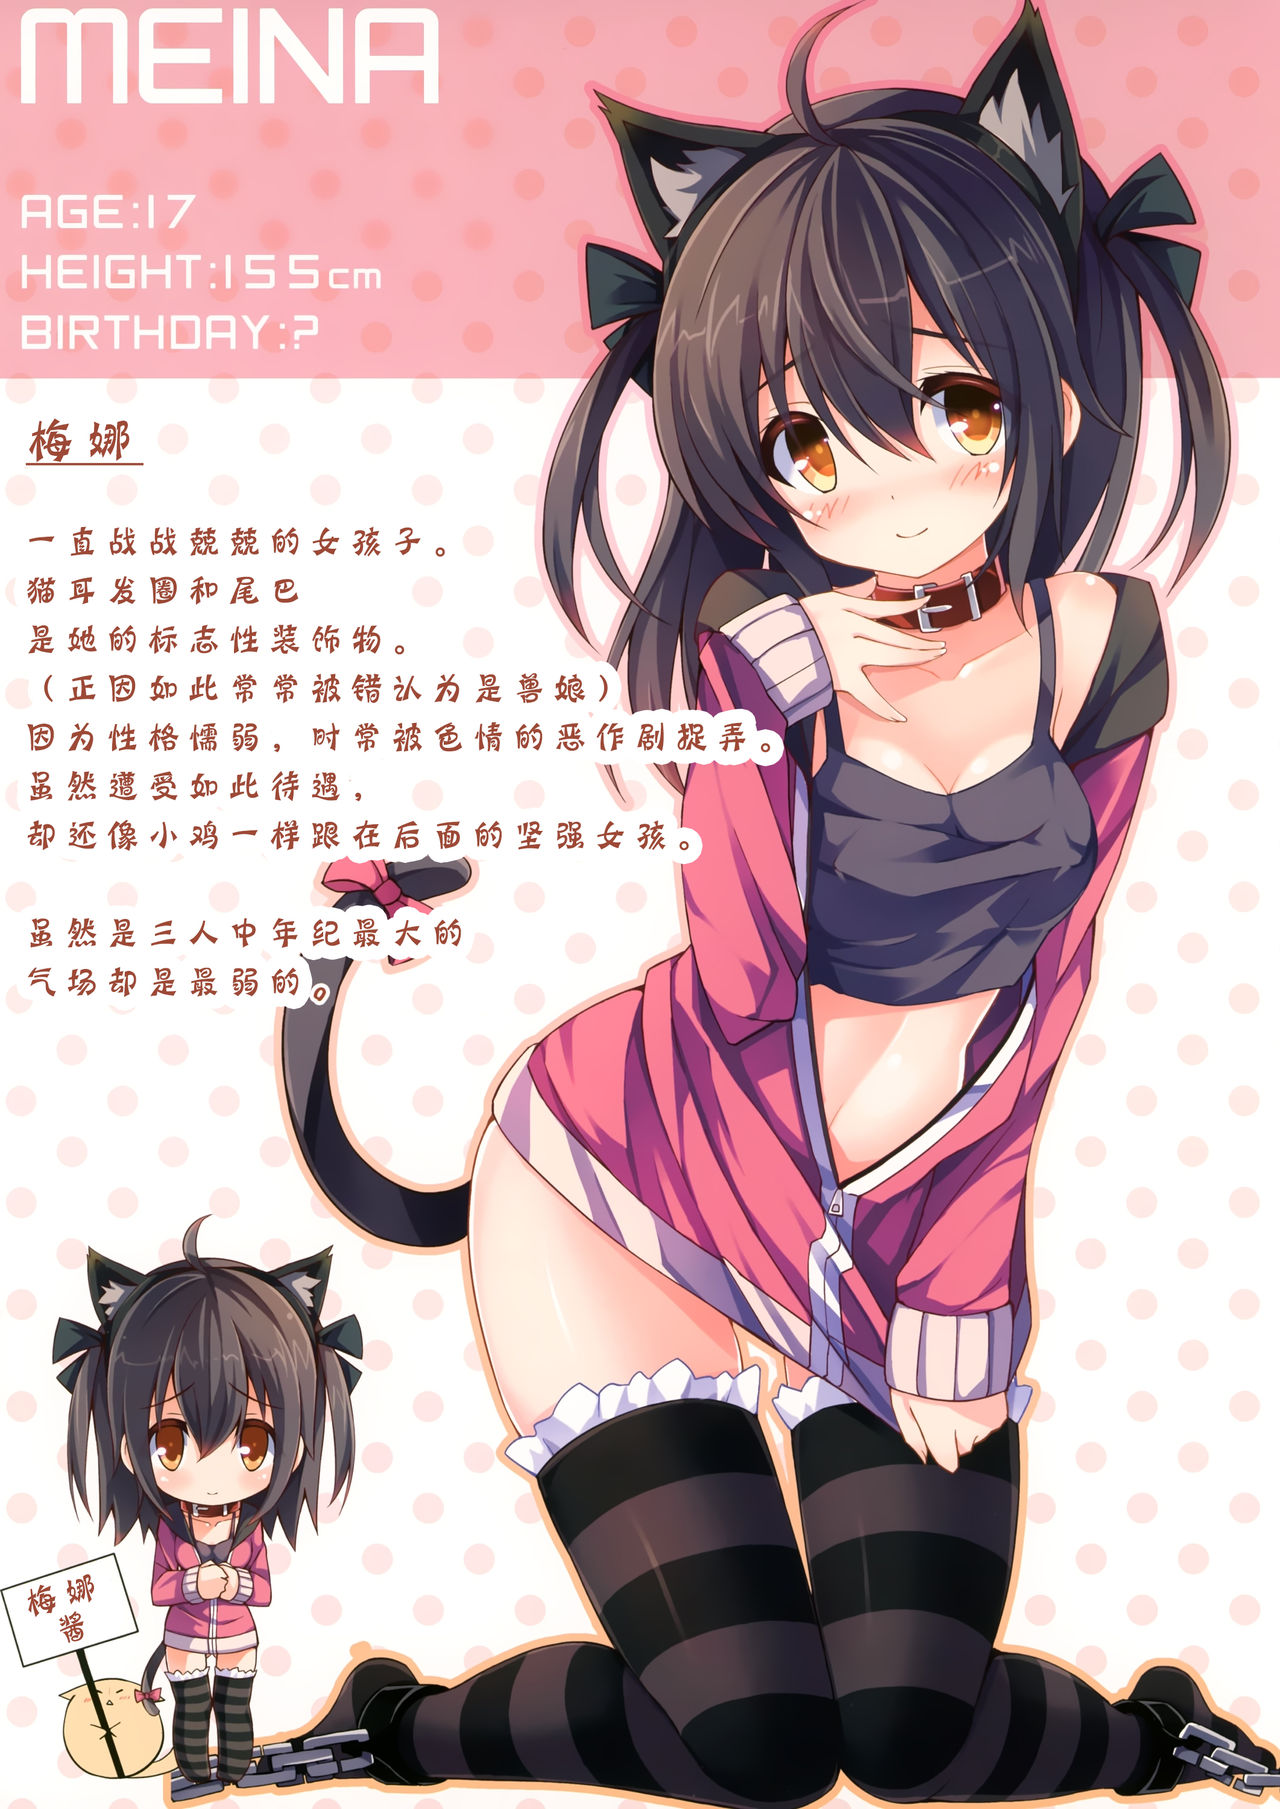 MEINA
AGE:17
HEIGHT:155cm
BIRTHDAY:?
梅娜
一直战战兢兢的女孩子。
猫耳发圈和尾巴
是她的标志性装饰物。
（正因如此常常被错认为是兽娘）
因为性格懦弱，时常被色情的恶作剧捉弄。
虽然遭受如此待遇，
却还像小鸡一样跟在后面的坚强女孩。
虽然是三人中年纪最大的
气场却是最弱的。
梅娜
酱